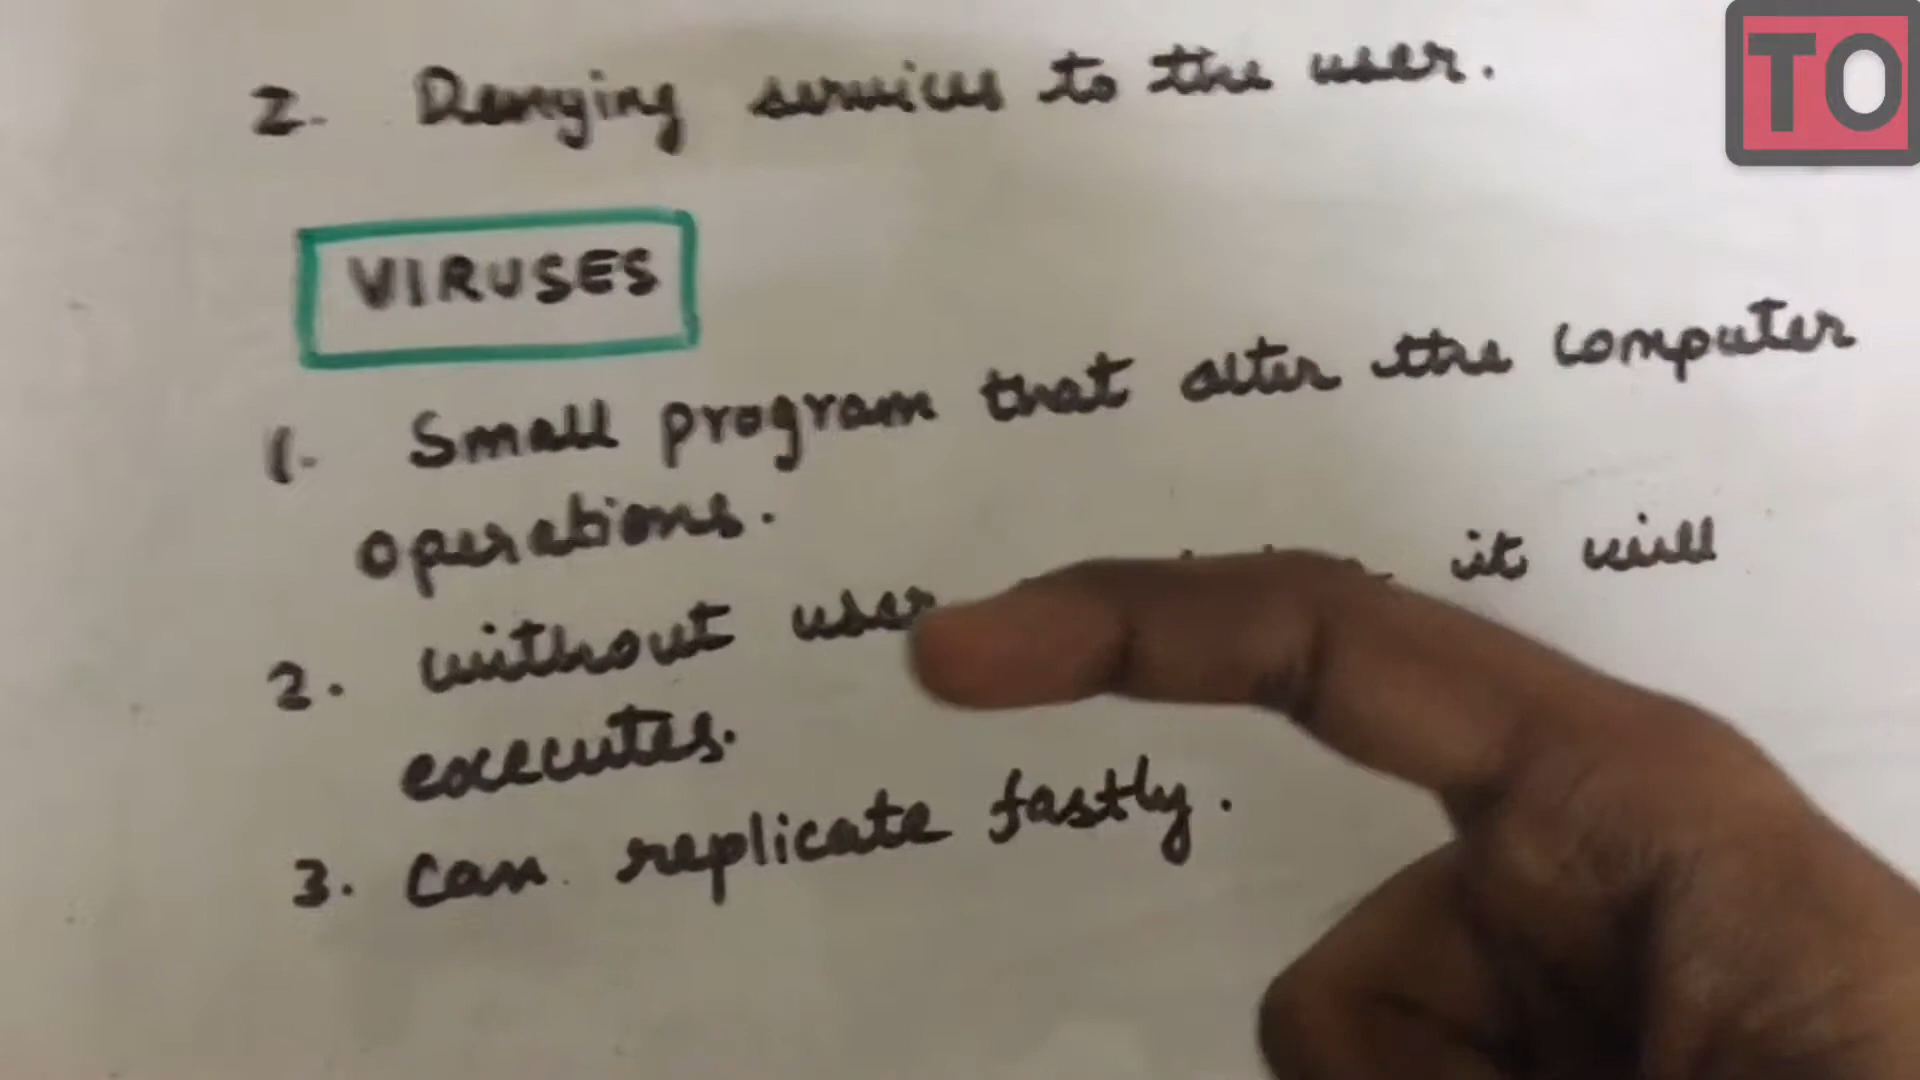 TO
2. Denying services to the user.
VIRUSES
1. Small program that alter the computer
operations.
2. without user it will
executes.
3. can replicate fastly.